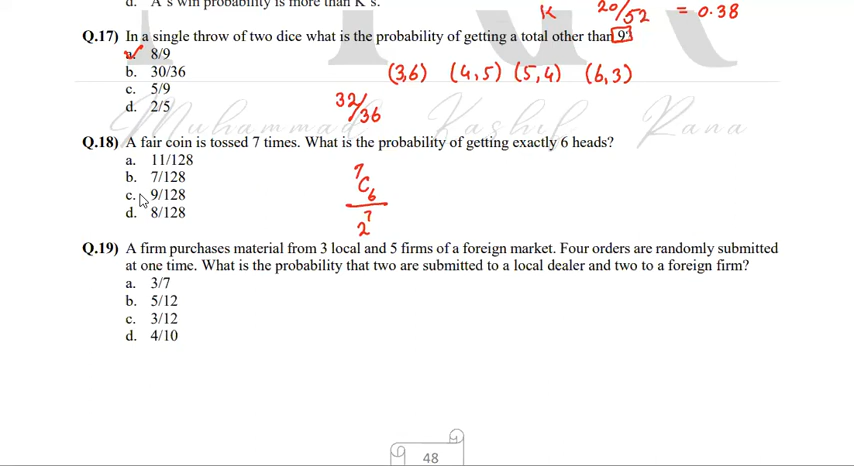 d. A's win probability is more than K's.
K 20/52 = 0.38
Q.17) In a single throw of two dice what is the probability of getting a total other than 9?
a. 8/9
b. 30/36
(3,6) (4,5) (5,4) (6,3)
c. 5/9
d. 2/5
32/36
Muhammad Kashif Rana
Q.18) A fair coin is tossed 7 times. What is the probability of getting exactly 6 heads?
a. 11/128
b. 7/128
c. 9/128
d. 8/128
7C6
2^7
Q.19) A firm purchases material from 3 local and 5 firms of a foreign market. Four orders are randomly submitted
at one time. What is the probability that two are submitted to a local dealer and two to a foreign firm?
a. 3/7
b. 5/12
c. 3/12
d. 4/10
48